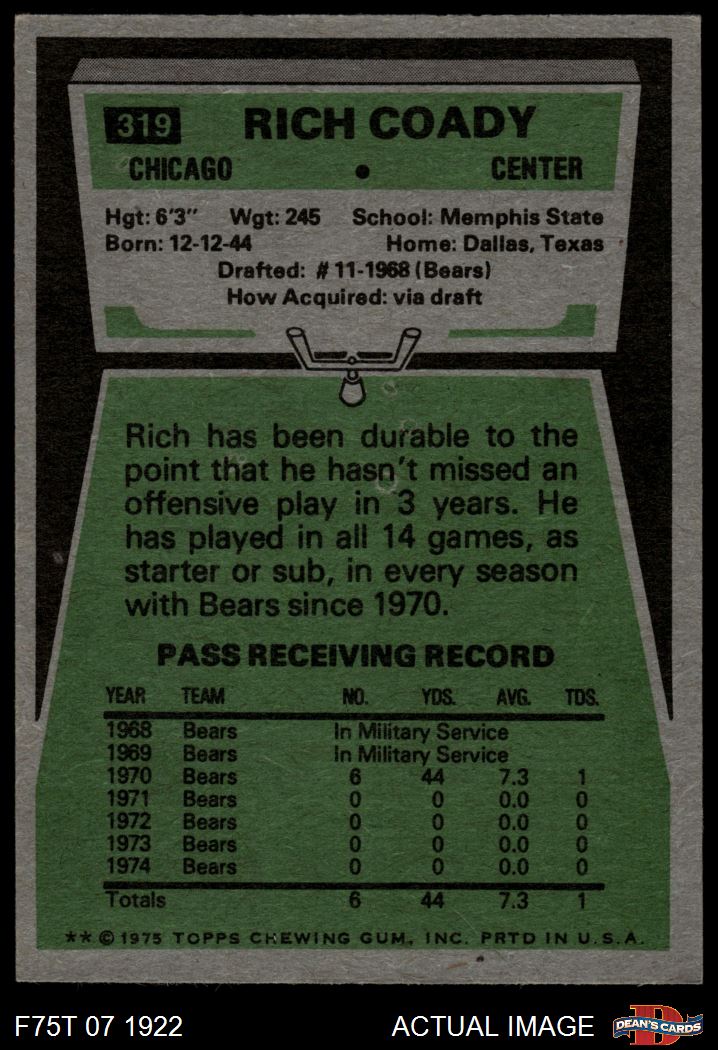 319 RICH COADY
CHICAGO • CENTER
Hgt: 6'3" Wgt: 245 School: Memphis State
Born: 12-12-44 Home: Dallas, Texas
Drafted: #11-1968 (Bears)
How Acquired: via draft
Rich has been durable to the
point that he hasn't missed an
offensive play in 3 years. He
has played in all 14 games, as
starter or sub, in every season
with Bears since 1970.
PASS RECEIVING RECORD
YEAR TEAM NO. YDS. AVG. TDS.
1968 Bears In Military Service
1969 Bears In Military Service
1970 Bears 6 44 7.3 1
1971 Bears 0 0 0.0 0
1972 Bears 0 0 0.0 0
1973 Bears 0 0 0.0 0
1974 Bears 0 0 0.0 0
Totals 6 44 7.3 1
** © 1975 TOPPS CHEWING GUM, INC. PRTD IN U.S.A.
F75T 07 1922 ACTUAL IMAGE D DEAN'S CARDS